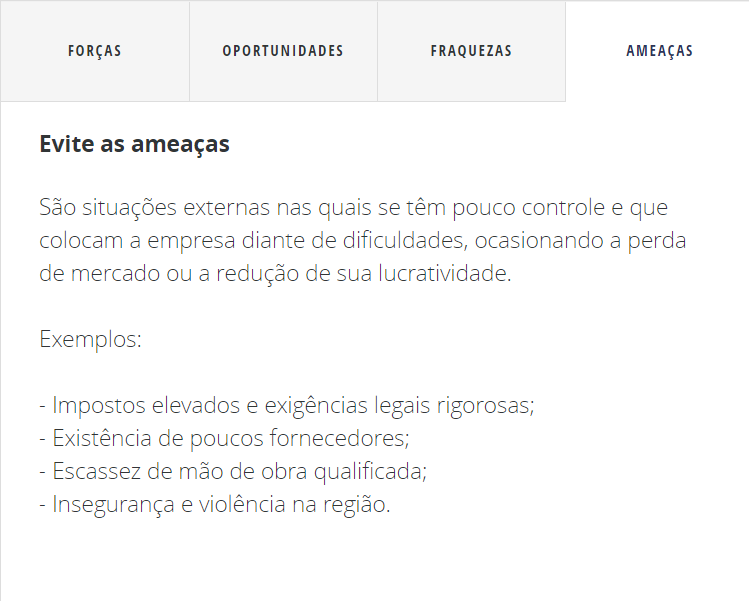 FORÇAS
OPORTUNIDADES
FRAQUEZAS
AMEAÇAS
Evite as ameaças
São situações externas nas quais se têm pouco controle e que
colocam a empresa diante de dificuldades, ocasionando a perda
de mercado ou a redução de sua lucratividade.
Exemplos:
- Impostos elevados e exigências legais rigorosas;
- Existência de poucos fornecedores;
- Escassez de mão de obra qualificada;
- Insegurança e violência na região.